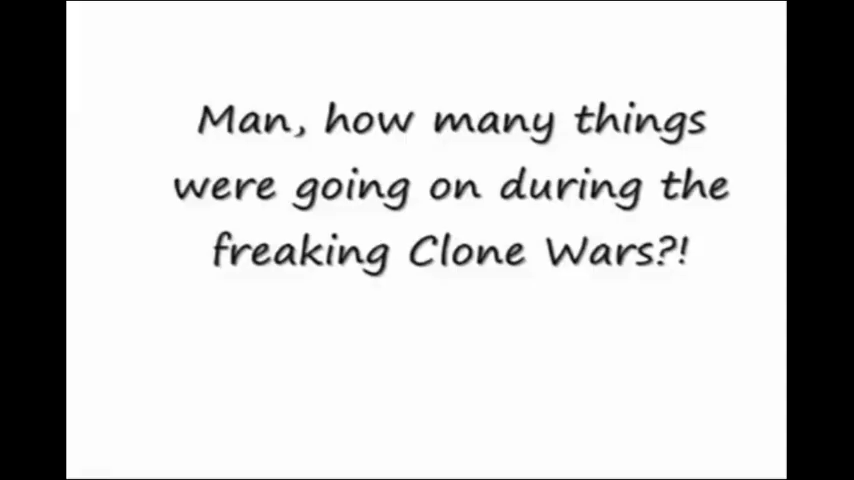 Man, how many things
were going on during the
freaking Clone Wars?!